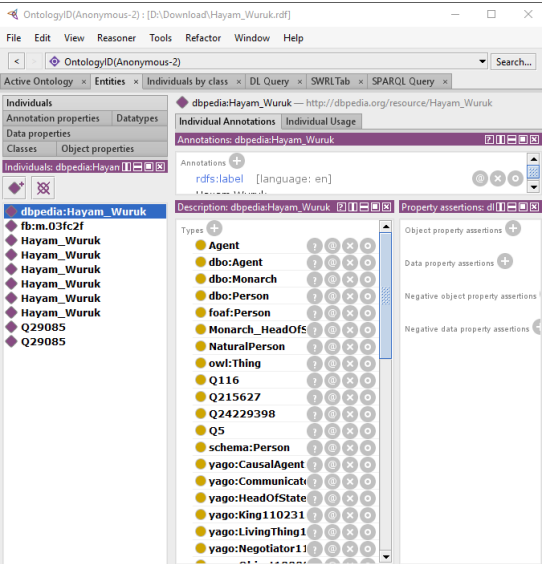 OntologyID(Anonymous-2) : [D:\Download\Hayam_Wuruk.rdf]
File Edit View Reasoner Tools Refactor Window Help
< > OntologyID(Anonymous-2) Search...
Active Ontology × Entities × Individuals by class × DL Query × SWRLTab × SPARQL Query ×
Individuals
Annotation properties Datatypes
Data properties
Classes Object properties
Individuals: dbpedia:Hayan
dbpedia:Hayam_Wuruk
fb:m.03fc2f
Hayam_Wuruk
Hayam_Wuruk
Hayam_Wuruk
Hayam_Wuruk
Hayam_Wuruk
Hayam_Wuruk
Q29085
Q29085
dbpedia:Hayam_Wuruk — http://dbpedia.org/resource/Hayam_Wuruk
Individual Annotations Individual Usage
Annotations: dbpedia:Hayam_Wuruk
Annotations
rdfs:label [language: en]
Hayam Wuruk
Description: dbpedia:Hayam_Wuruk
Types
Agent
dbo:Agent
dbo:Monarch
dbo:Person
foaf:Person
Monarch_HeadOfS
NaturalPerson
owl:Thing
Q116
Q215627
Q24229398
Q5
schema:Person
yago:CausalAgent
yago:Communicat
yago:HeadOfState
yago:King110231
yago:LivingThing1
yago:Negotiator11
Property assertions: d
Object property assertions
Data property assertions
Negative object property assertions
Negative data property assertions